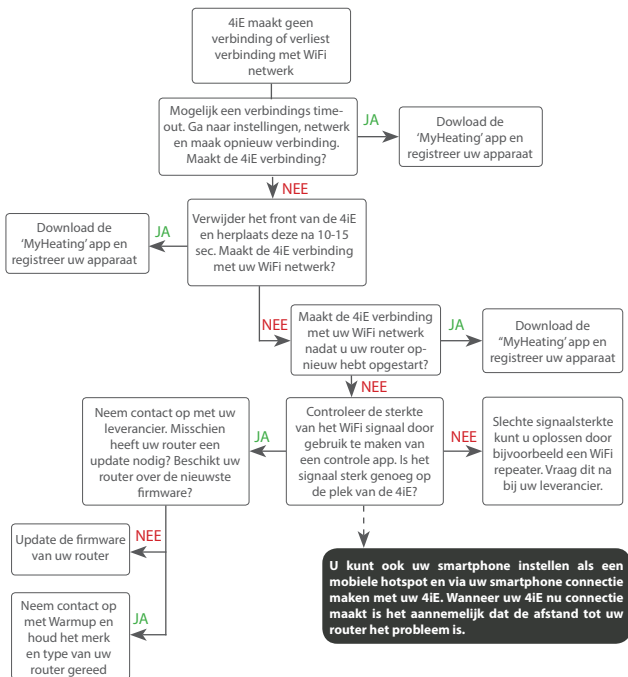 4iE maakt geen
verbinding of verliest
verbinding met WiFi
netwerk
Mogelijk een verbindings time-
out. Ga naar instellingen, netwerk
en maak opnieuw verbinding.
Maakt de 4iE verbinding?
JA
Dowload de
‘MyHeating’ app en
registreer uw apparaat
NEE
Verwijder het front van de 4iE
en herplaats deze na 10-15
sec. Maakt de 4iE verbinding
met uw WiFi netwerk?
JA
Download de
‘MyHeating’ app en
registreer uw apparaat
NEE
Maakt de 4iE verbinding
met uw WiFi netwerk
nadat u uw router op-
nieuw hebt opgestart?
JA
Download de
“MyHeating’ app en
registreer uw apparaat
NEE
Controleer de sterkte
van het WiFi signaal door
gebruik te maken van
een controle app. Is het
signaal sterk genoeg op
de plek van de 4iE?
NEE
Slechte signaalsterkte
kunt u oplossen door
bijvoorbeeld een WiFi
repeater. Vraag dit na
bij uw leverancier.
JA
Neem contact op met uw
leverancier. Misschien
heeft uw router een
update nodig? Beschikt uw
router over de nieuwste
firmware?
NEE
Update de firmware
van uw router
JA
Neem contact op
met Warmup en
houd het merk
en type van uw
router gereed
U kunt ook uw smartphone instellen als een
mobiele hotspot en via uw smartphone connectie
maken met uw 4iE. Wanneer uw 4iE nu connectie
maakt is het aannemelijk dat de afstand tot uw
router het probleem is.